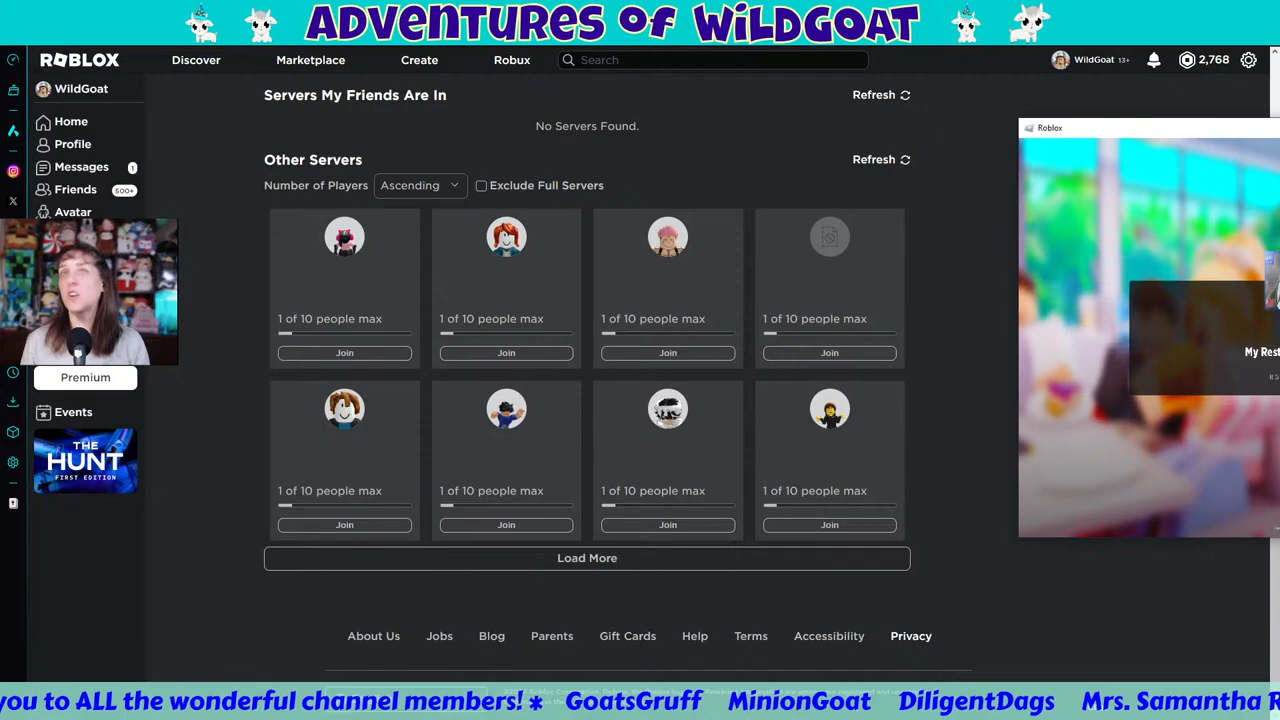 ADVENTURES OF WILDGOAT
ROBLOX Discover Marketplace Create Robux Search WildGoat 13+ 2,768
WildGoat
Home
Profile
Messages 1
Friends 500+
Avatar
Premium
Events
THE
HUNT
FIRST EDITION
Servers My Friends Are In Refresh
No Servers Found.
Other Servers Refresh
Number of Players Ascending Exclude Full Servers
1 of 10 people max 1 of 10 people max 1 of 10 people max 1 of 10 people max
Join Join Join Join
1 of 10 people max 1 of 10 people max 1 of 10 people max 1 of 10 people max
Join Join Join Join
Load More
About Us Jobs Blog Parents Gift Cards Help Terms Accessibility Privacy
Roblox
My Rest
you to ALL the wonderful channel members! * GoatsGruff MinionGoat DiligentDags Mrs. Samantha R